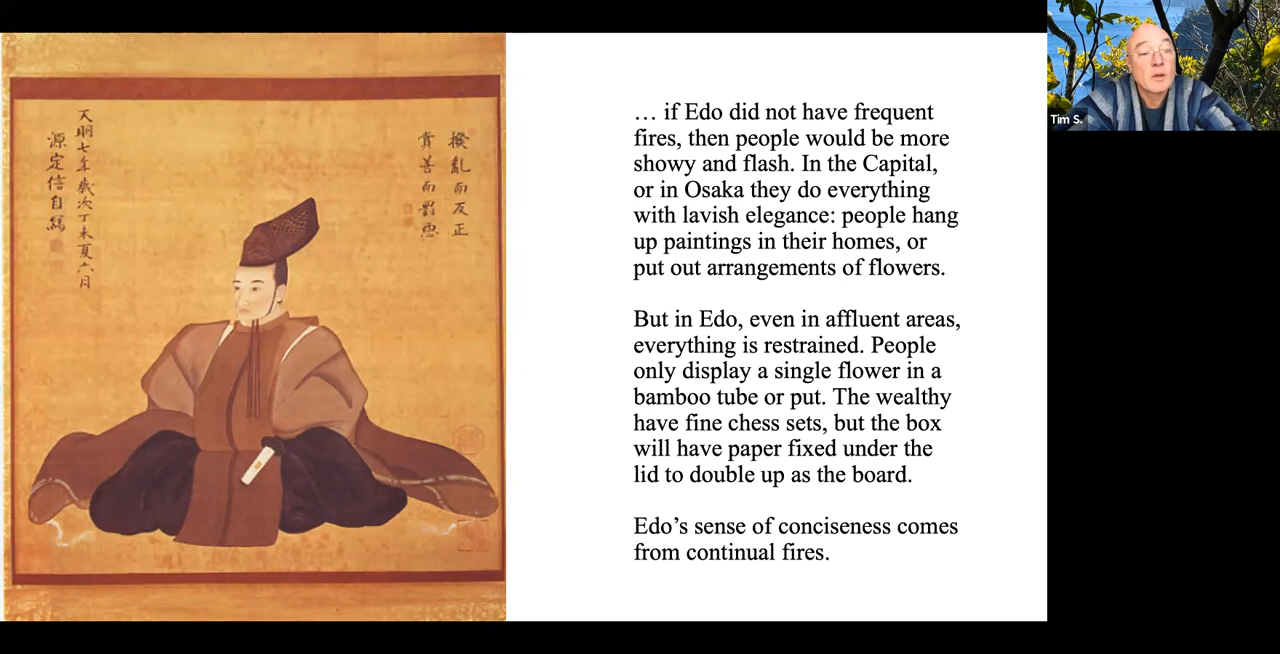 撥亂而反正
賞善而罰悪
天明七年歲次丁未夏六月
源定信自寫
… if Edo did not have frequent
fires, then people would be more
showy and flash. In the Capital,
or in Osaka they do everything
with lavish elegance: people hang
up paintings in their homes, or
put out arrangements of flowers.
But in Edo, even in affluent areas,
everything is restrained. People
only display a single flower in a
bamboo tube or put. The wealthy
have fine chess sets, but the box
will have paper fixed under the
lid to double up as the board.
Edo’s sense of conciseness comes
from continual fires.
Tim S.